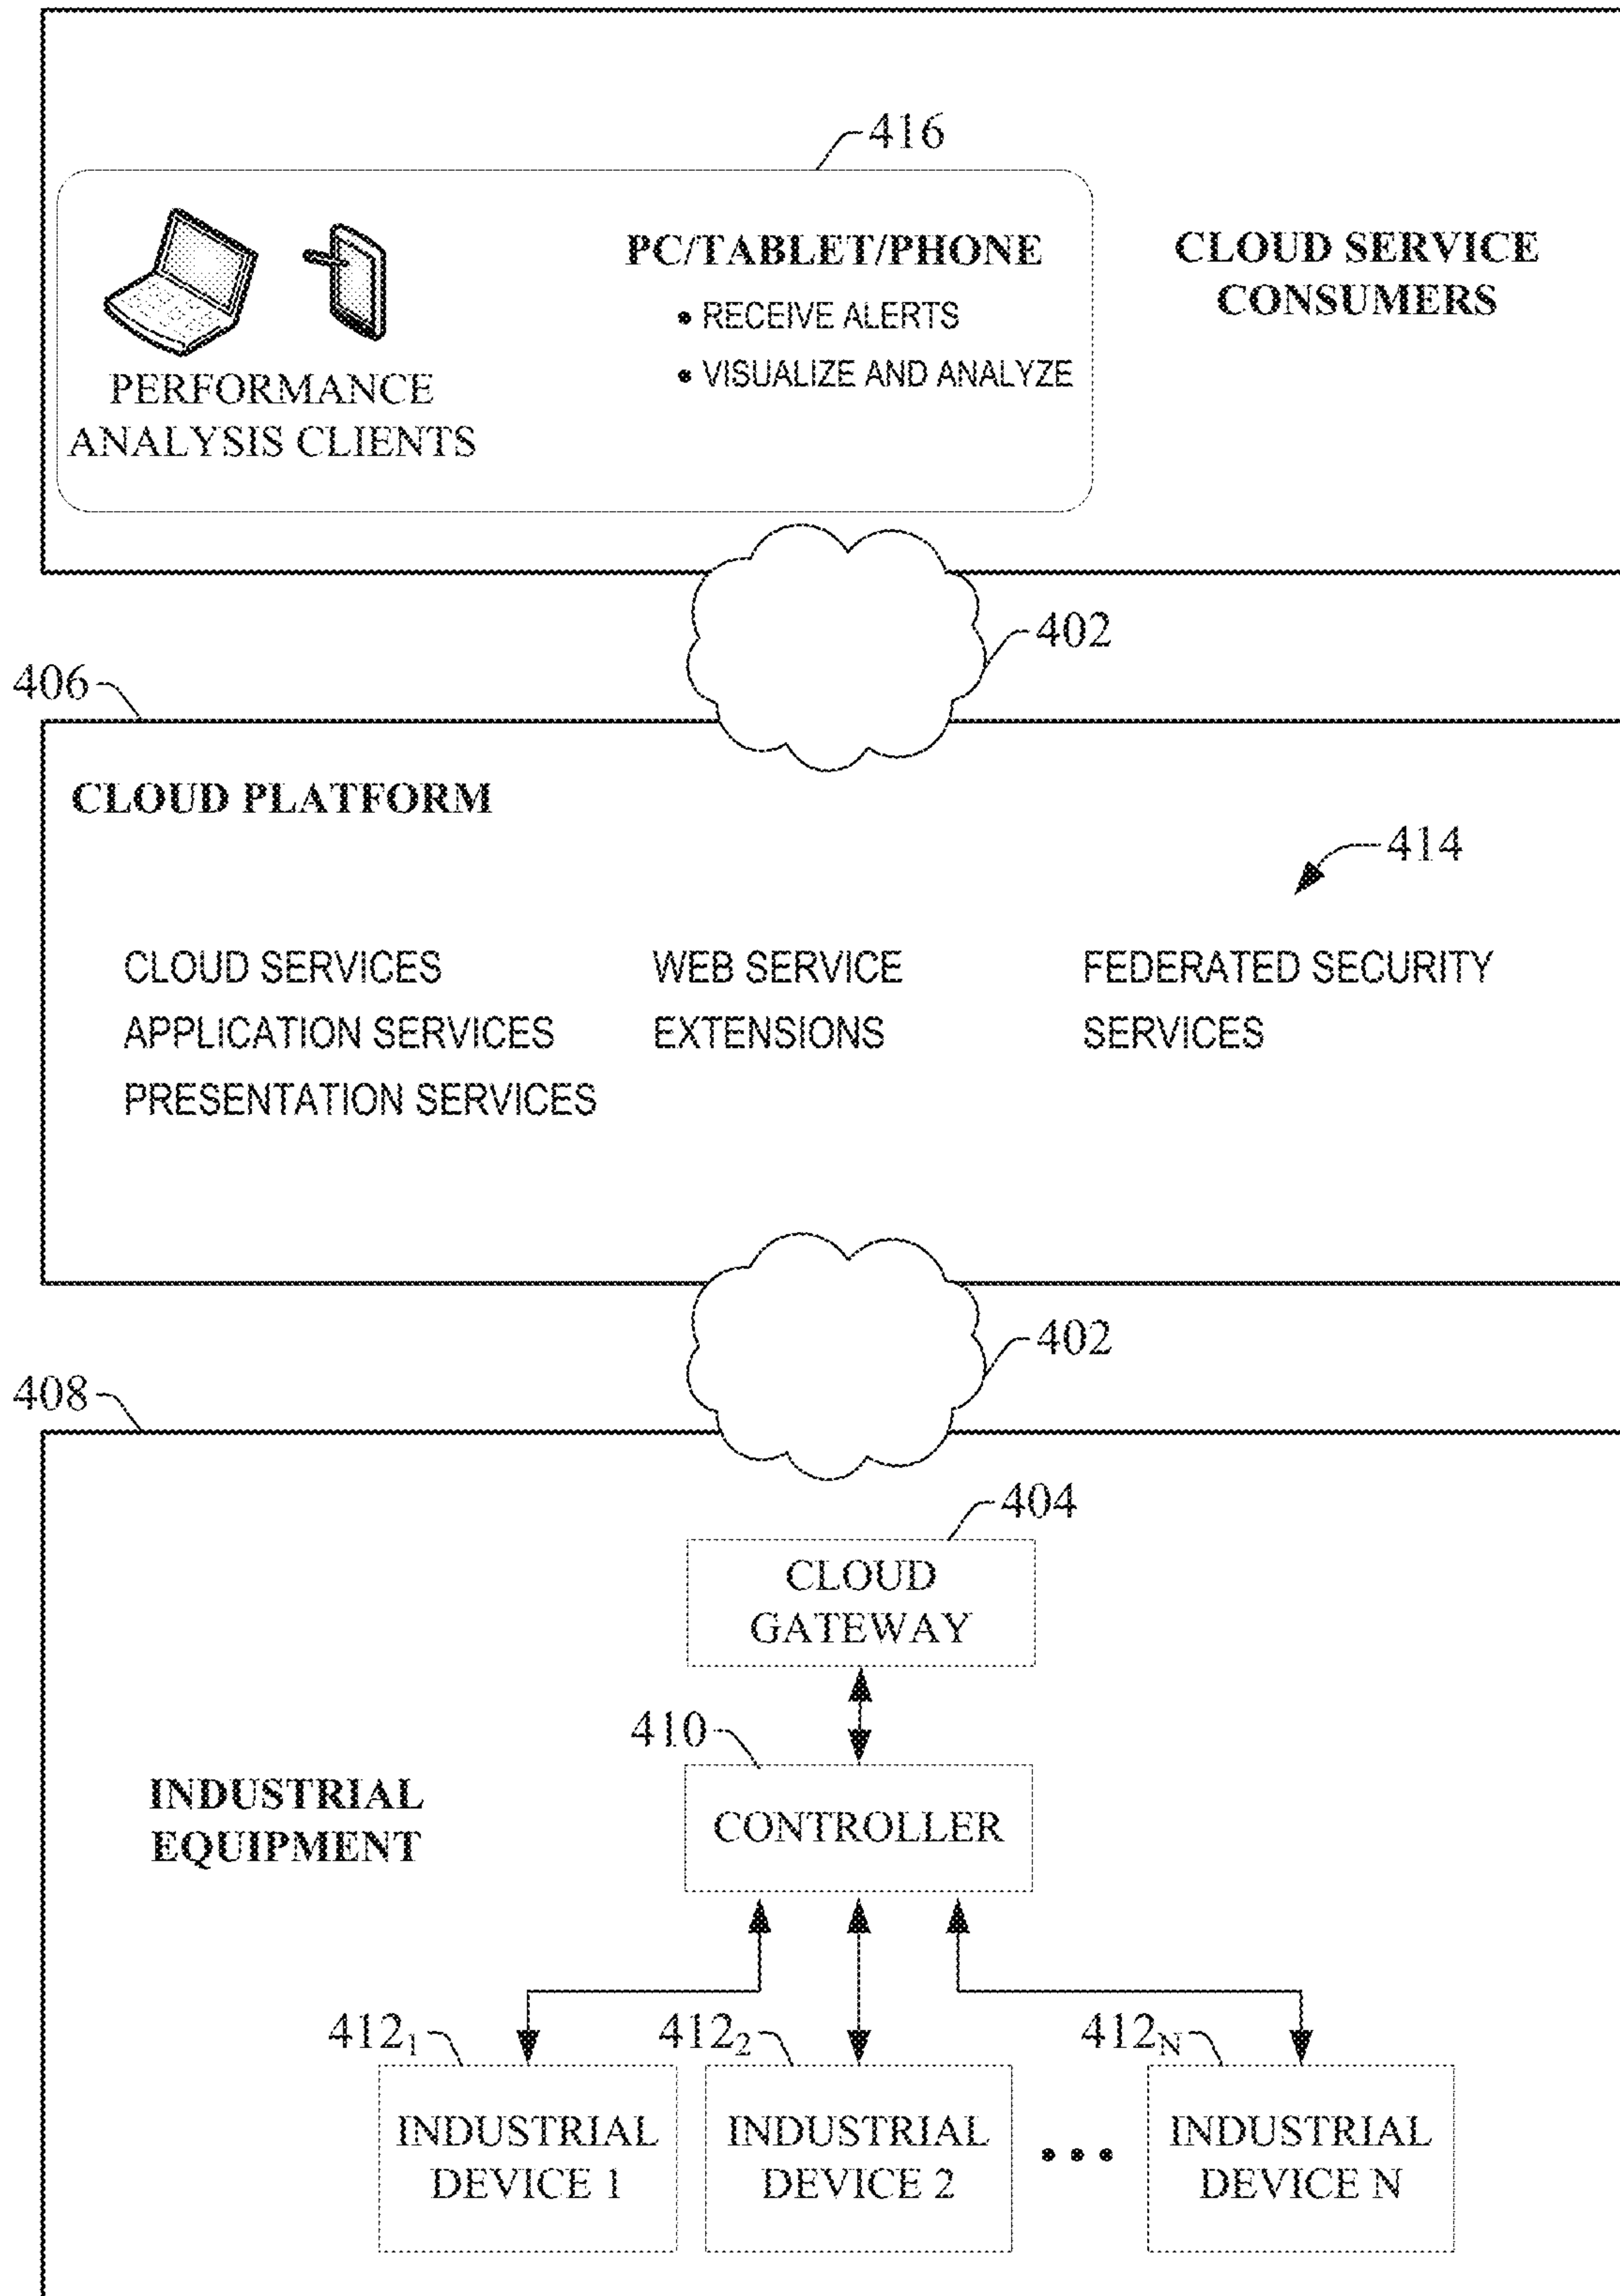 416
PC/TABLET/PHONE
• RECEIVE ALERTS
• VISUALIZE AND ANALYZE
PERFORMANCE
ANALYSIS CLIENTS
CLOUD SERVICE
CONSUMERS
402
406
CLOUD PLATFORM
414
CLOUD SERVICES
APPLICATION SERVICES
PRESENTATION SERVICES
WEB SERVICE
EXTENSIONS
FEDERATED SECURITY
SERVICES
402
408
404
CLOUD
GATEWAY
410
CONTROLLER
INDUSTRIAL
EQUIPMENT
412₁
412₂
412N
INDUSTRIAL
DEVICE 1
INDUSTRIAL
DEVICE 2
• • •
INDUSTRIAL
DEVICE N